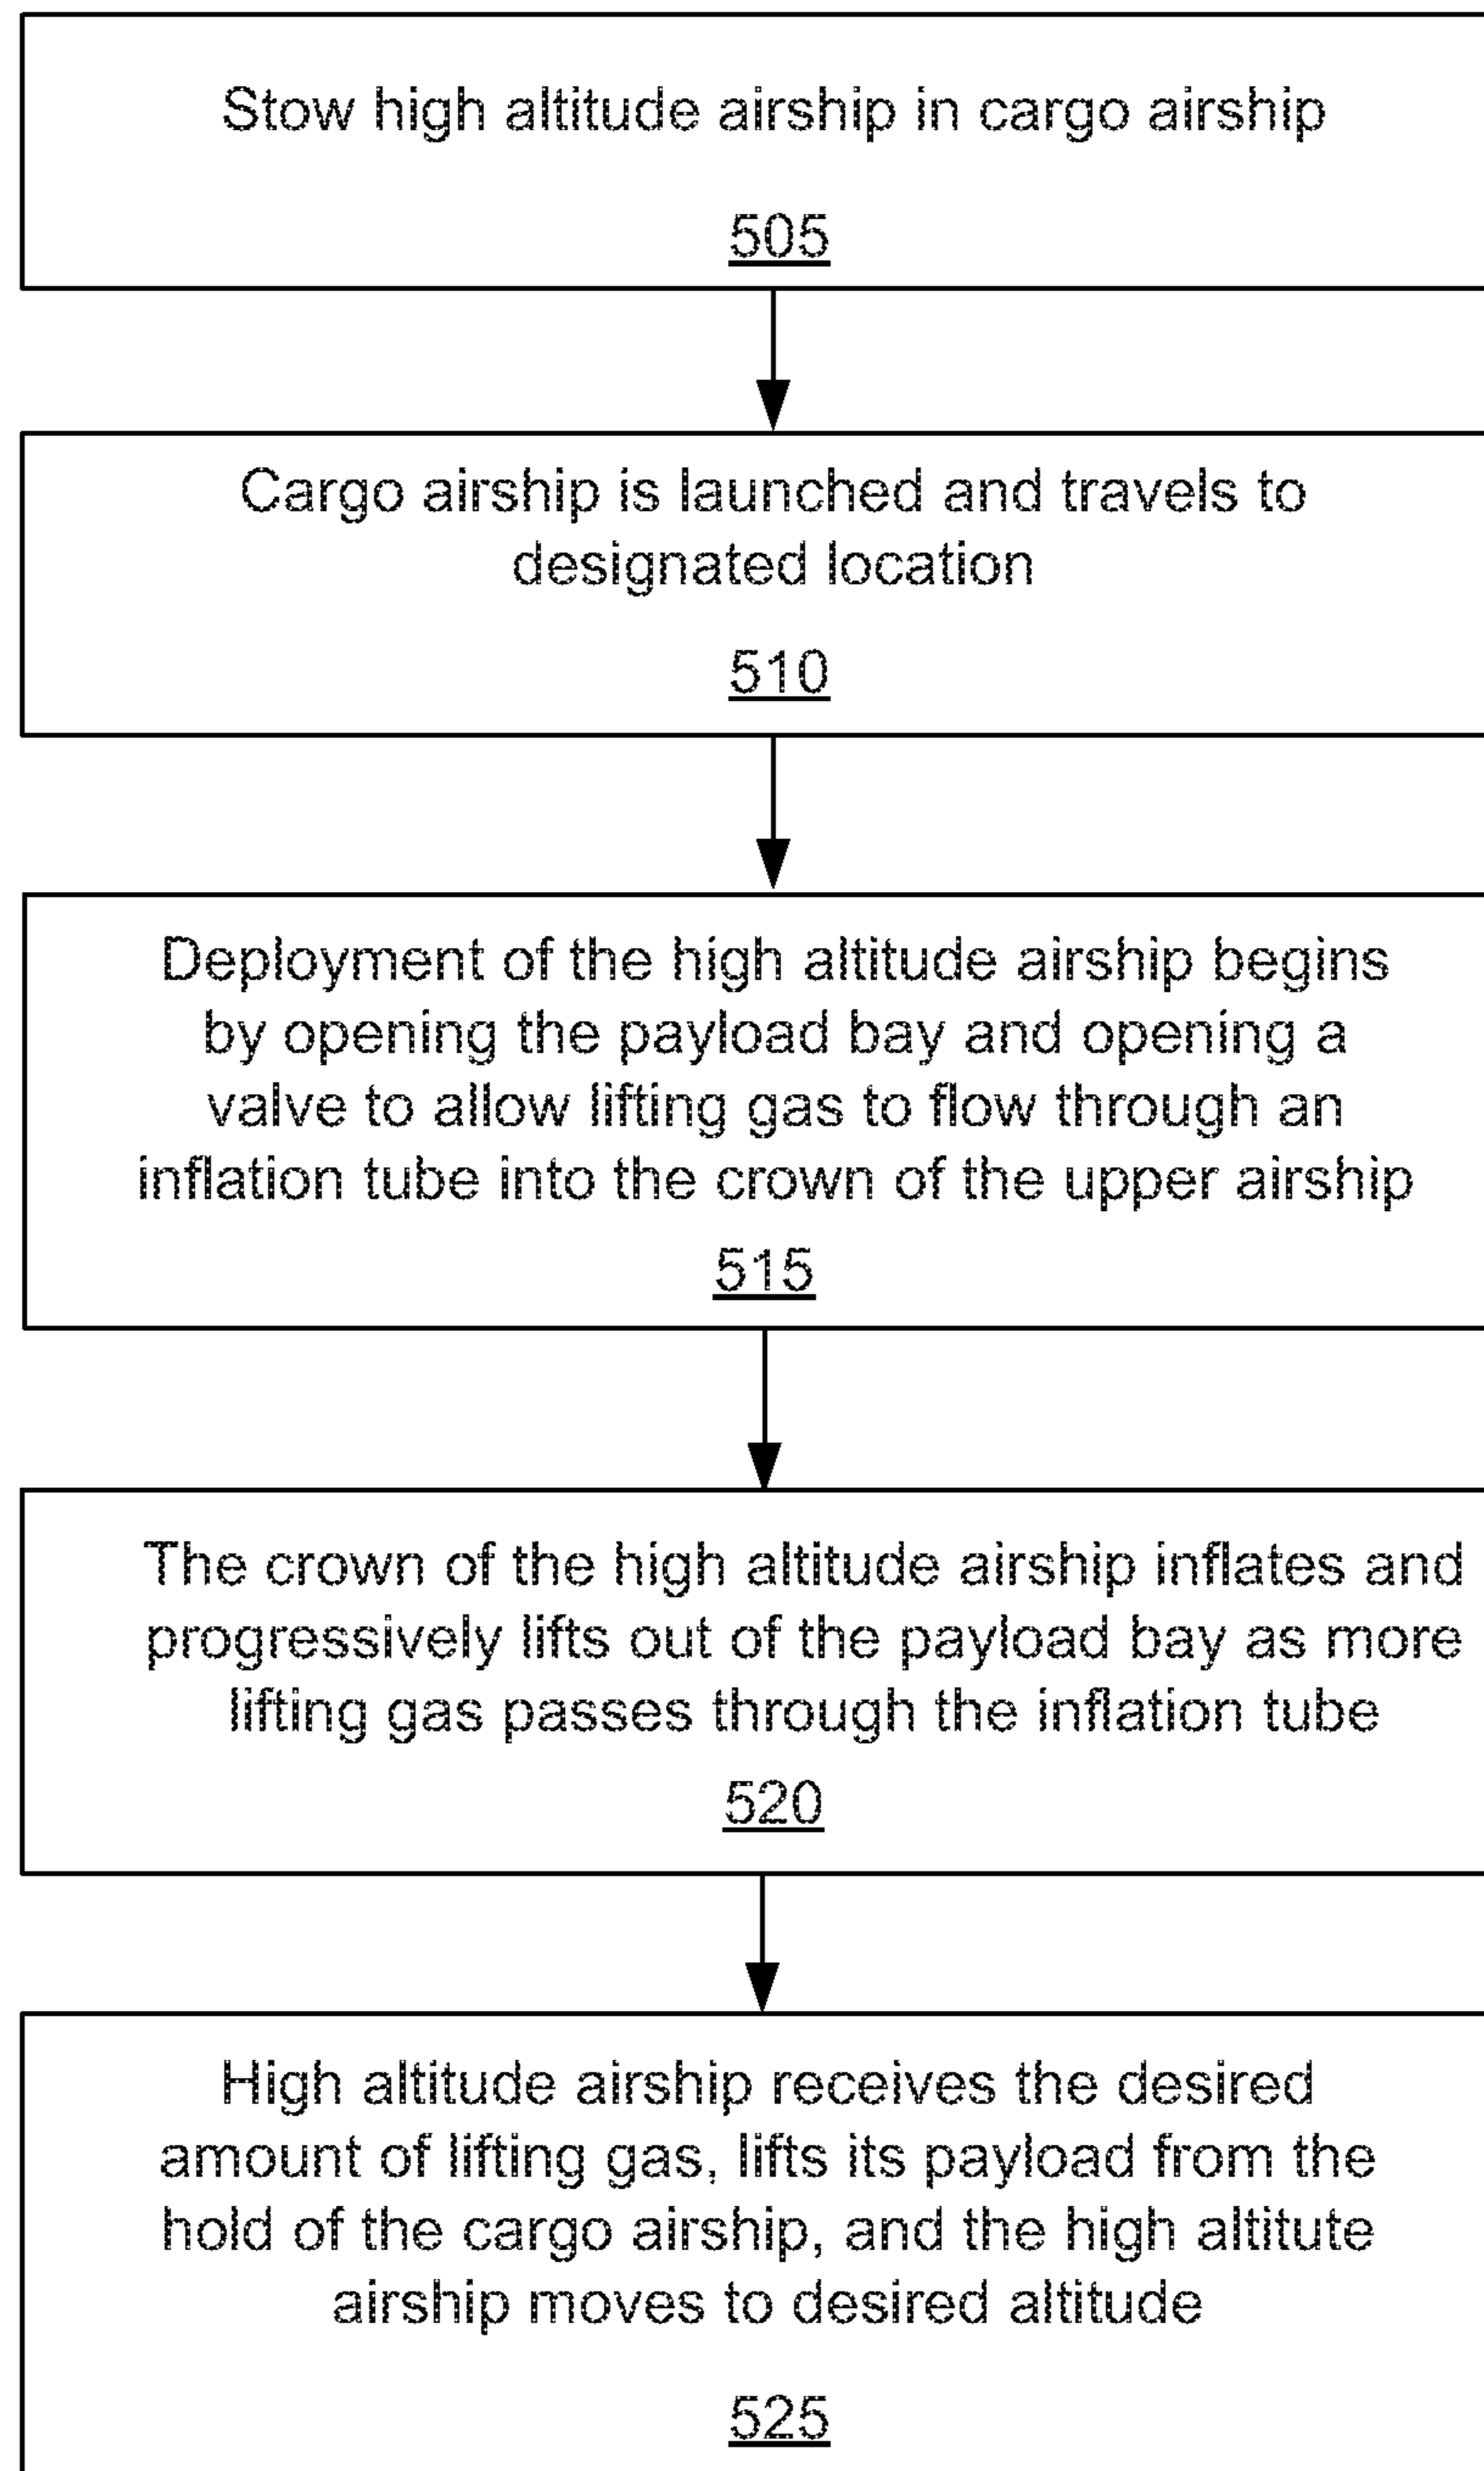 Stow high altitude airship in cargo airship
505
Cargo airship is launched and travels to
designated location
510
Deployment of the high altitude airship begins
by opening the payload bay and opening a
valve to allow lifting gas to flow through an
inflation tube into the crown of the upper airship
515
The crown of the high altitude airship inflates and
progressively lifts out of the payload bay as more
lifting gas passes through the inflation tube
520
High altitude airship receives the desired
amount of lifting gas, lifts its payload from the
hold of the cargo airship, and the high altitute
airship moves to desired altitude
525